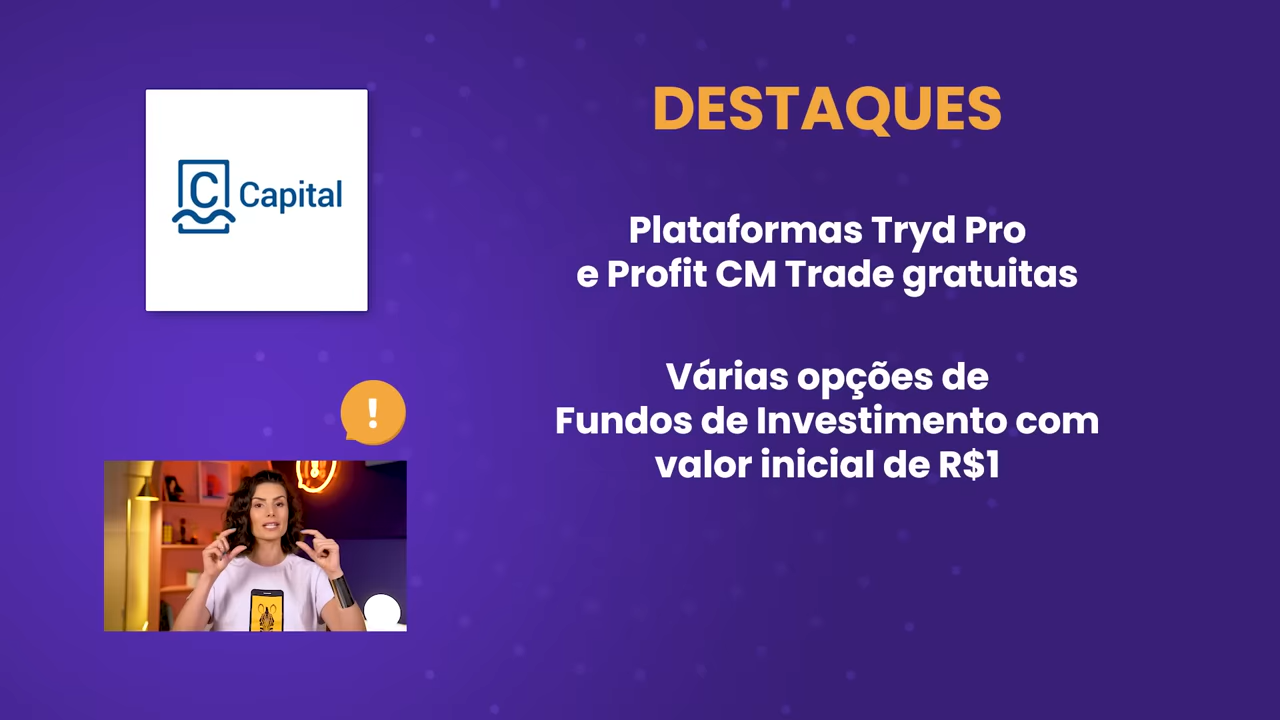 DESTAQUES
C Capital
Plataformas Tryd Pro
e Profit CM Trade gratuitas
Várias opções de
Fundos de Investimento com
valor inicial de R$1
!